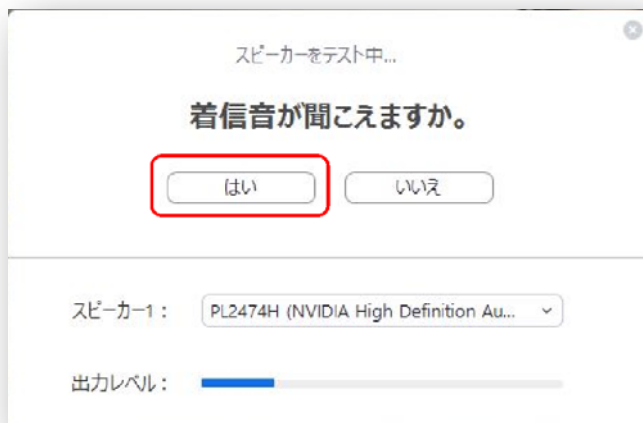 スピーカーをテスト中...
着信音が聞こえますか。
はい いいえ
スピーカー1： PL2474H (NVIDIA High Definition Au...
出力レベル：